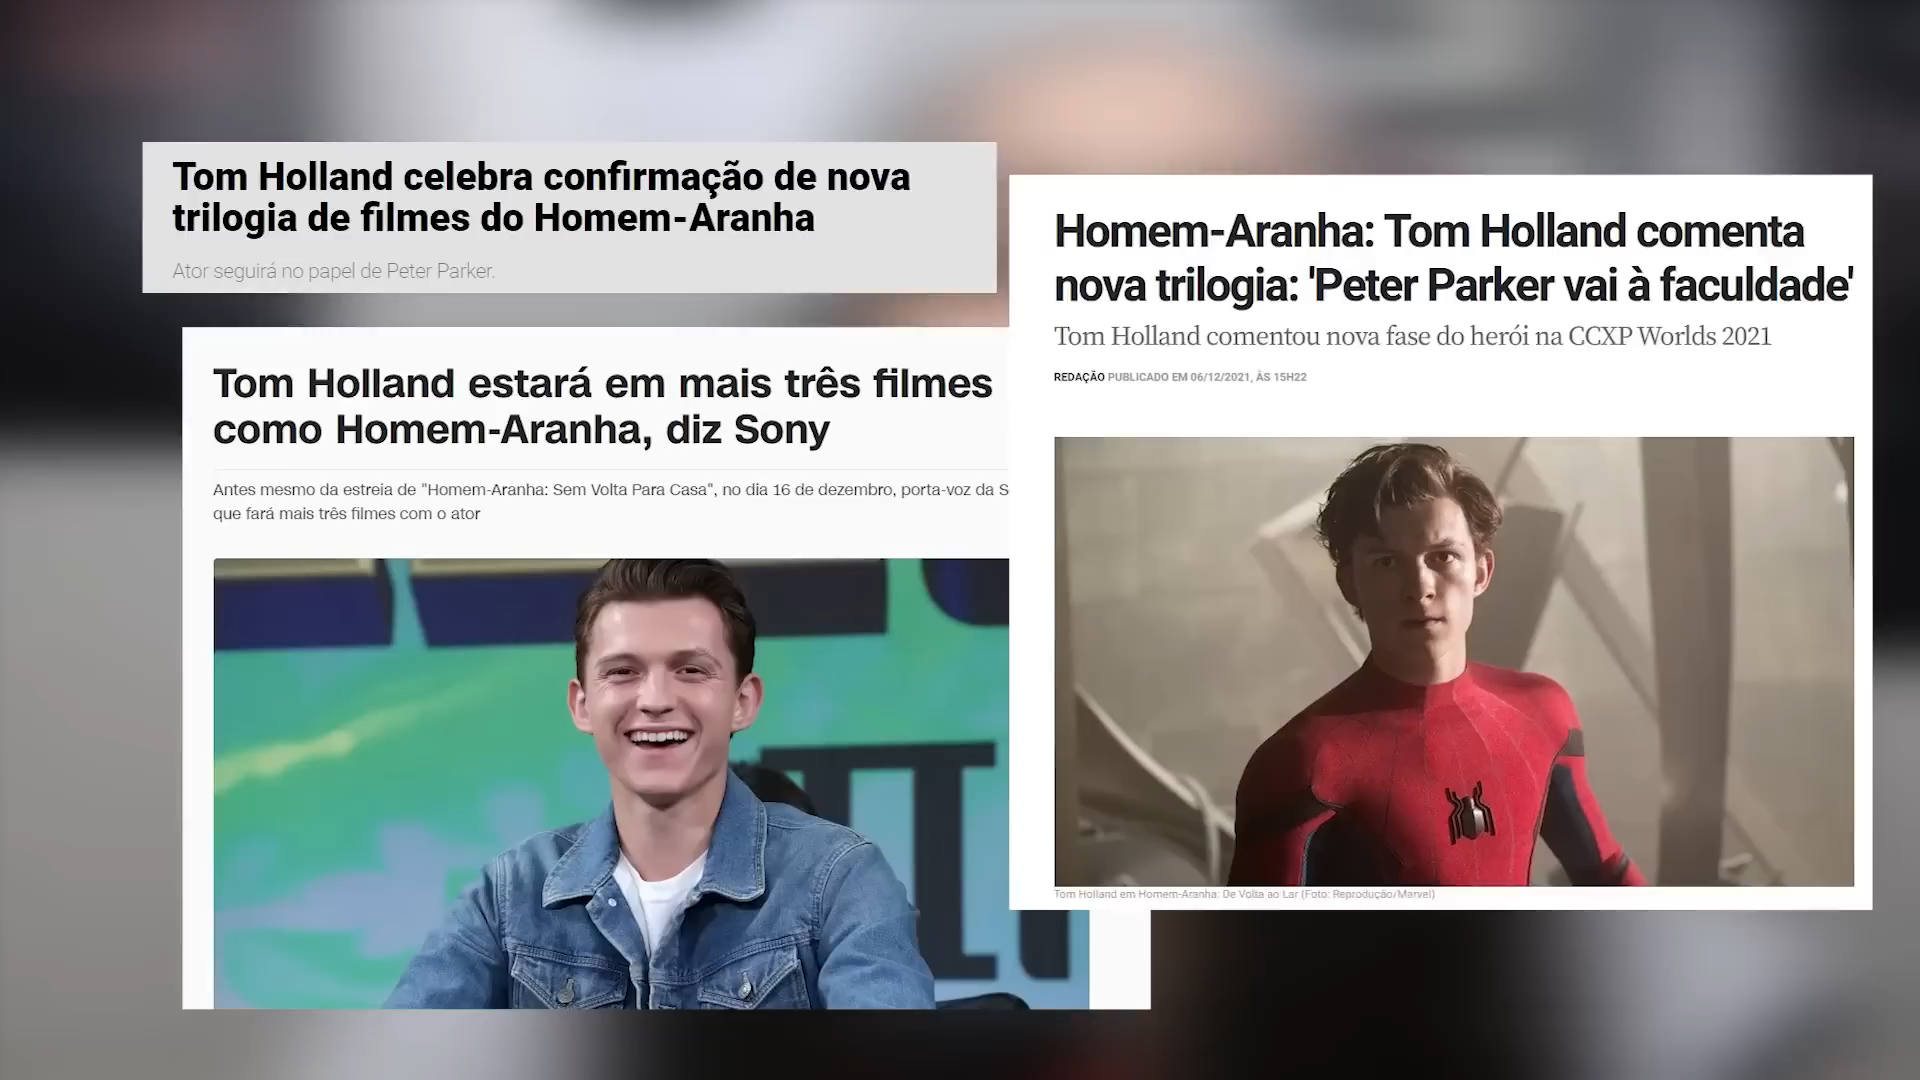 Tom Holland celebra confirmação de nova
trilogia de filmes do Homem-Aranha
Ator seguirá no papel de Peter Parker.
Tom Holland estará em mais três filmes
como Homem-Aranha, diz Sony
Antes mesmo da estreia de "Homem-Aranha: Sem Volta Para Casa", no dia 16 de dezembro, porta-voz da
que fará mais três filmes com o ator
Homem-Aranha: Tom Holland comenta
nova trilogia: 'Peter Parker vai à faculdade'
Tom Holland comentou nova fase do herói na CCXP Worlds 2021
REDAÇÃO PUBLICADO EM 06/12/2021, ÀS 15H22
Tom Holland em Homem-Aranha: De Volta ao Lar (Foto: Reprodução/Marvel)